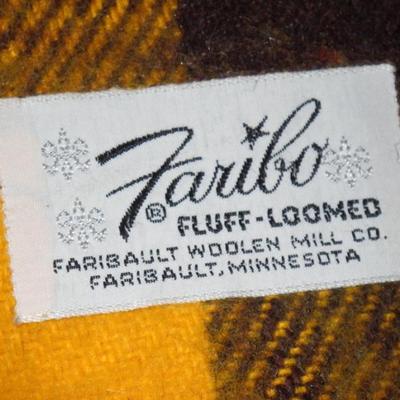 Faribo
® FLUFF-LOOMED
FARIBAULT WOOLEN MILL CO.
FARIBAULT, MINNESOTA